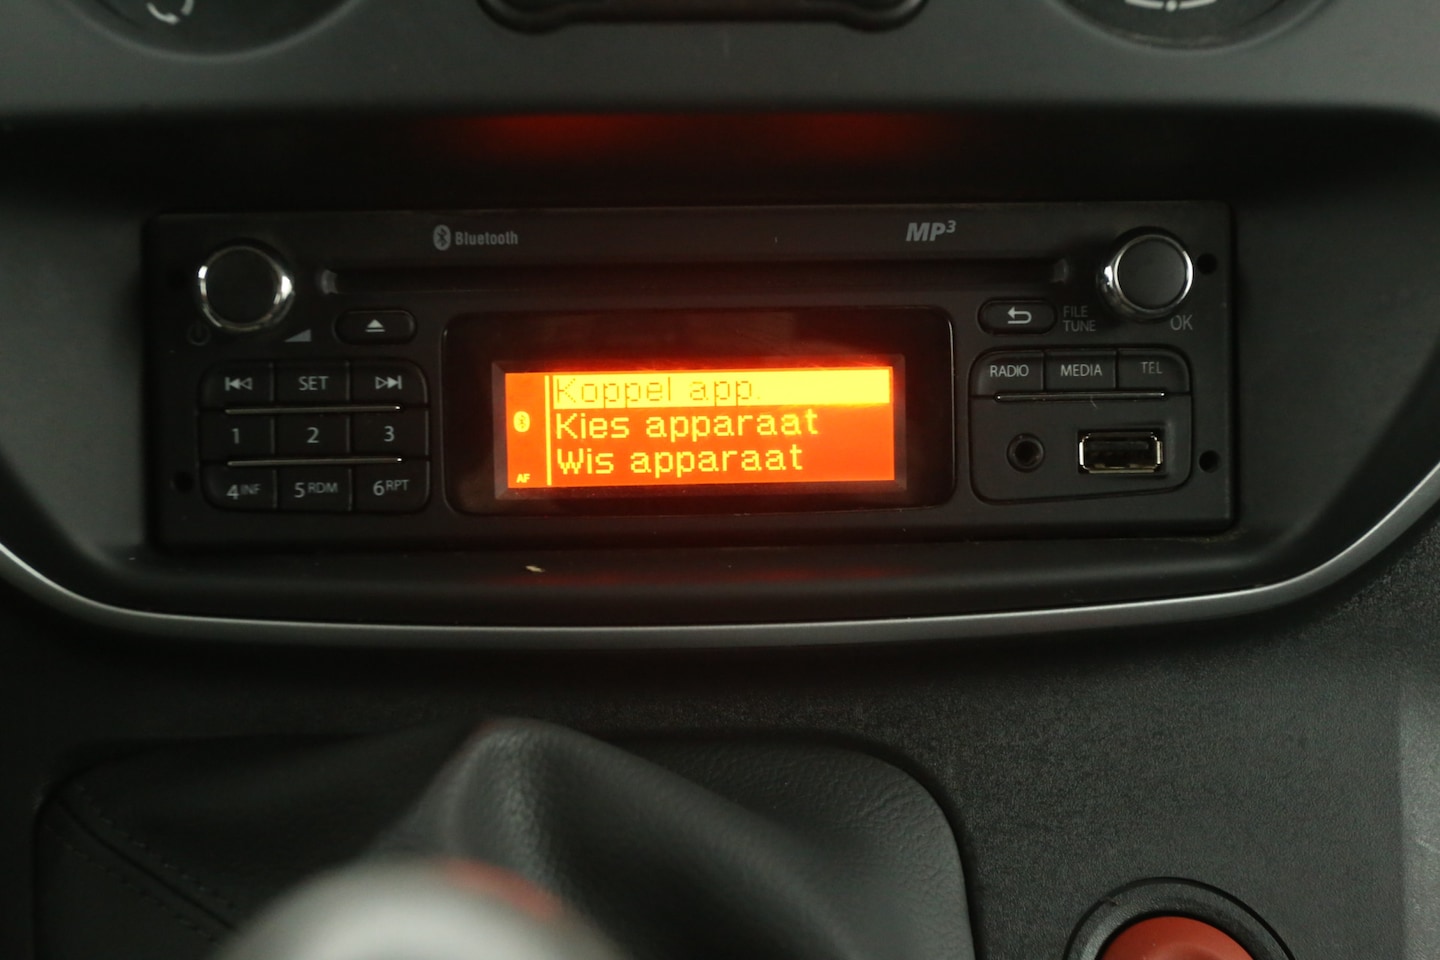 Bluetooth
MP3
FILE
TUNE
OK
SET
RADIO
MEDIA
TEL
1
2
3
4INF
5RDM
6RPT
Koppel app.
Kies apparaat
Wis apparaat
AF